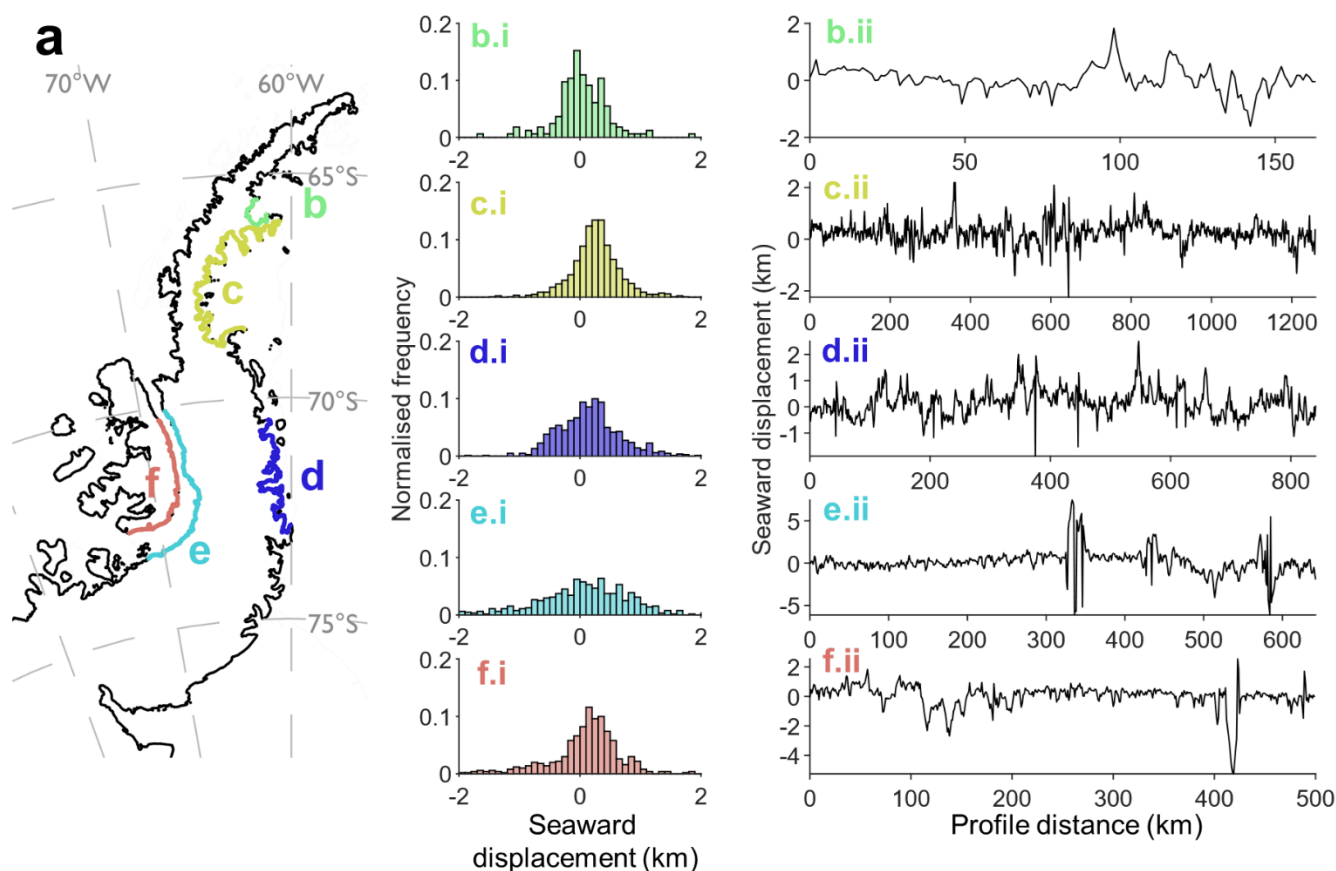 a
70°W
60°W
65°S
b
c
70°S
d
f
e
75°S
Normalised frequency
b.i
0.2
0.1
0
-2 0 2
c.i
0.2
0.1
0
-2 0 2
d.i
0.2
0.1
0
-2 0 2
e.i
0.2
0.1
0
-2 0 2
f.i
0.2
0.1
0
-2 0 2
Seaward
displacement (km)
Seaward displacement (km)
b.ii
2
0
-2
0 50 100 150
c.ii
2
0
-2
0 200 400 600 800 1000 1200
d.ii
2
1
0
-1
0 200 400 600 800
e.ii
5
0
-5
0 100 200 300 400 500 600
f.ii
2
0
-2
-4
0 100 200 300 400 500
Profile distance (km)